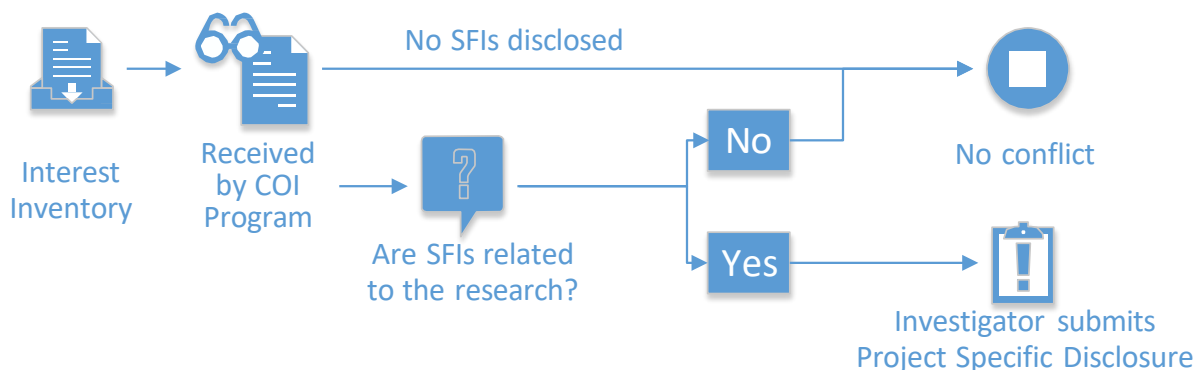 No SFIs disclosed
Interest
Inventory
Received
by COI
Program
?
Are SFIs related
to the research?
No
Yes
No conflict
!
Investigator submits
Project Specific Disclosure